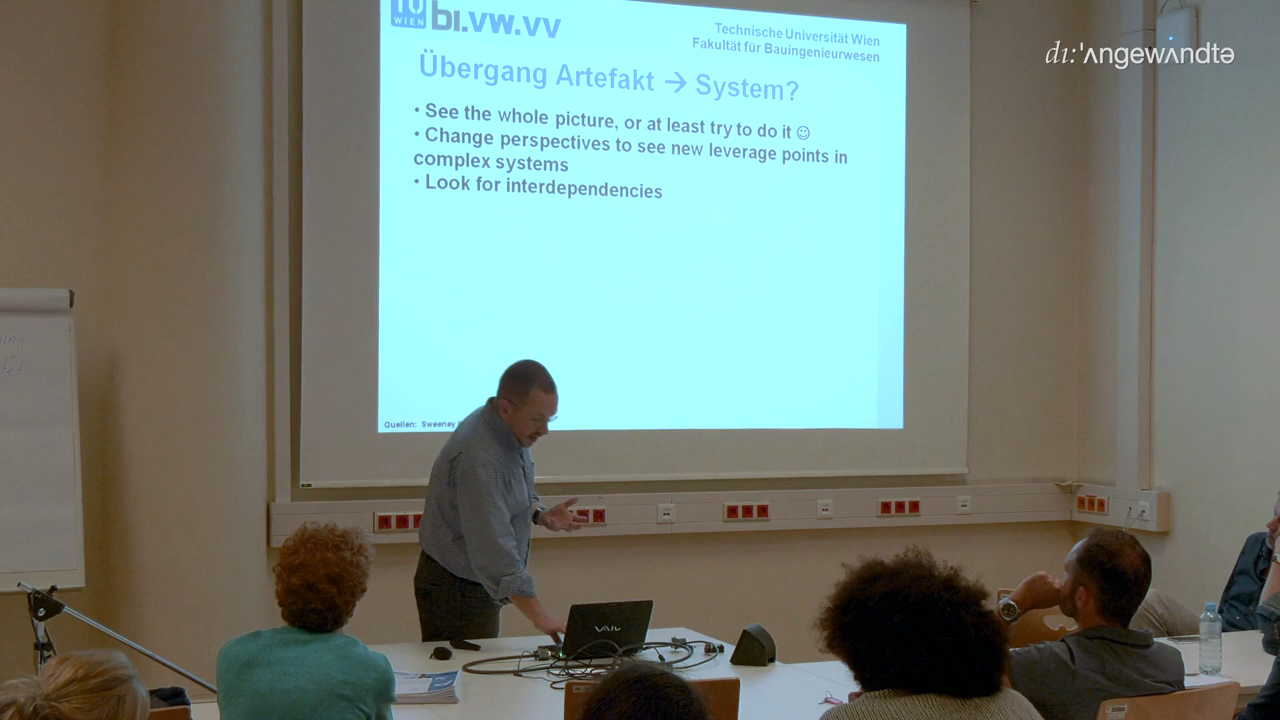 TU
WIEN
bi.vw.vv
Technische Universität Wien
Fakultät für Bauingenieurwesen
dı:'ʌngewʌndtə
Übergang Artefakt → System?
• See the whole picture, or at least try to do it ☺
• Change perspectives to see new leverage points in
complex systems
• Look for interdependencies
Quellen: Sweeney
VAIO